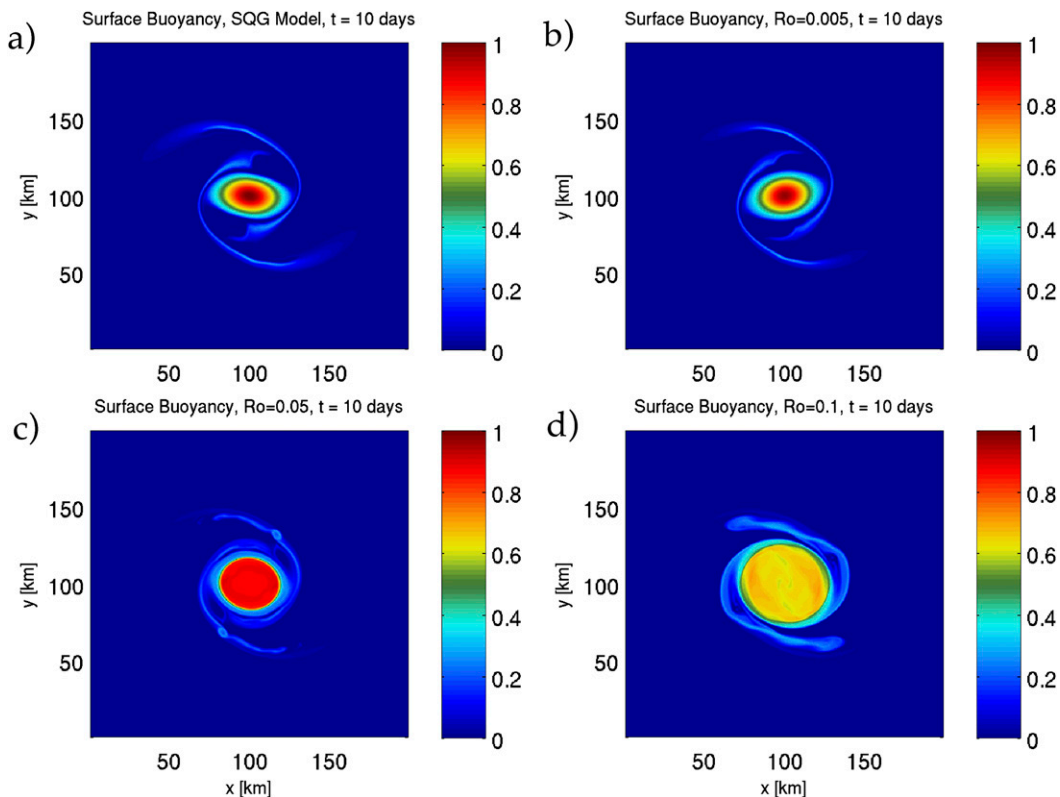 a)
Surface Buoyancy, SQG Model, t = 10 days
y [km]
150
100
50
50 100 150
1
0.8
0.6
0.4
0.2
0
b)
Surface Buoyancy, Ro=0.005, t = 10 days
y [km]
150
100
50
50 100 150
1
0.8
0.6
0.4
0.2
0
c)
Surface Buoyancy, Ro=0.05, t = 10 days
y [km]
150
100
50
50 100 150
x [km]
1
0.8
0.6
0.4
0.2
0
d)
Surface Buoyancy, Ro=0.1, t = 10 days
y [km]
150
100
50
50 100 150
x [km]
1
0.8
0.6
0.4
0.2
0